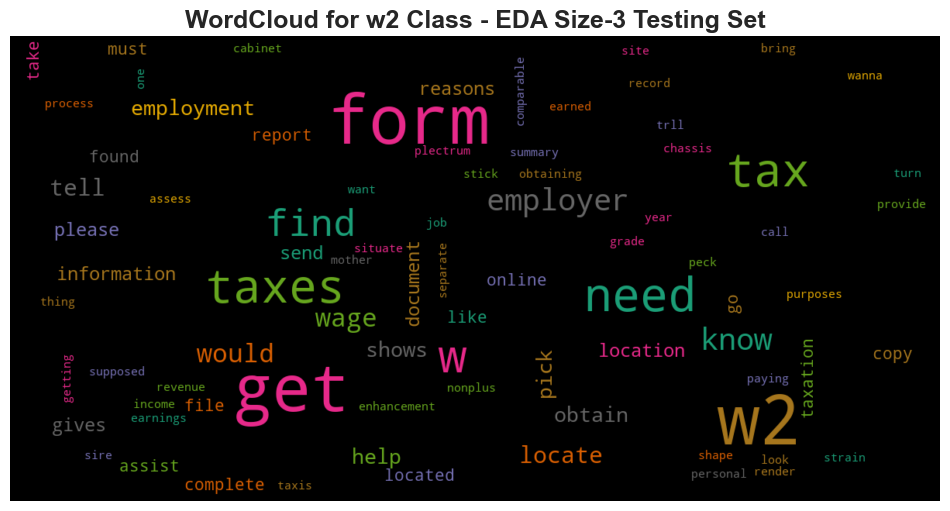 WordCloud for w2 Class - EDA Size-3 Testing Set
take
must
cabinet
site
bring
one
reasons
comparable
record
wanna
process
employment
form
earned
report
trll
found
plectrum
summary
chassis
tax
tell
assess
want
stick
obtaining
employer
year
turn
provide
please
find
job
grade
call
send
situate
mother
information
document
separate
online
peck
need
go
purposes
thing
taxes
wage
like
know
would
shows
w
location
copy
getting
supposed
get
nonplus
pick
paying
taxation
revenue
income
file
enhancement
earnings
gives
obtain
w2
sire
assist
help
locate
shape
look
strain
complete
taxis
located
personal
render